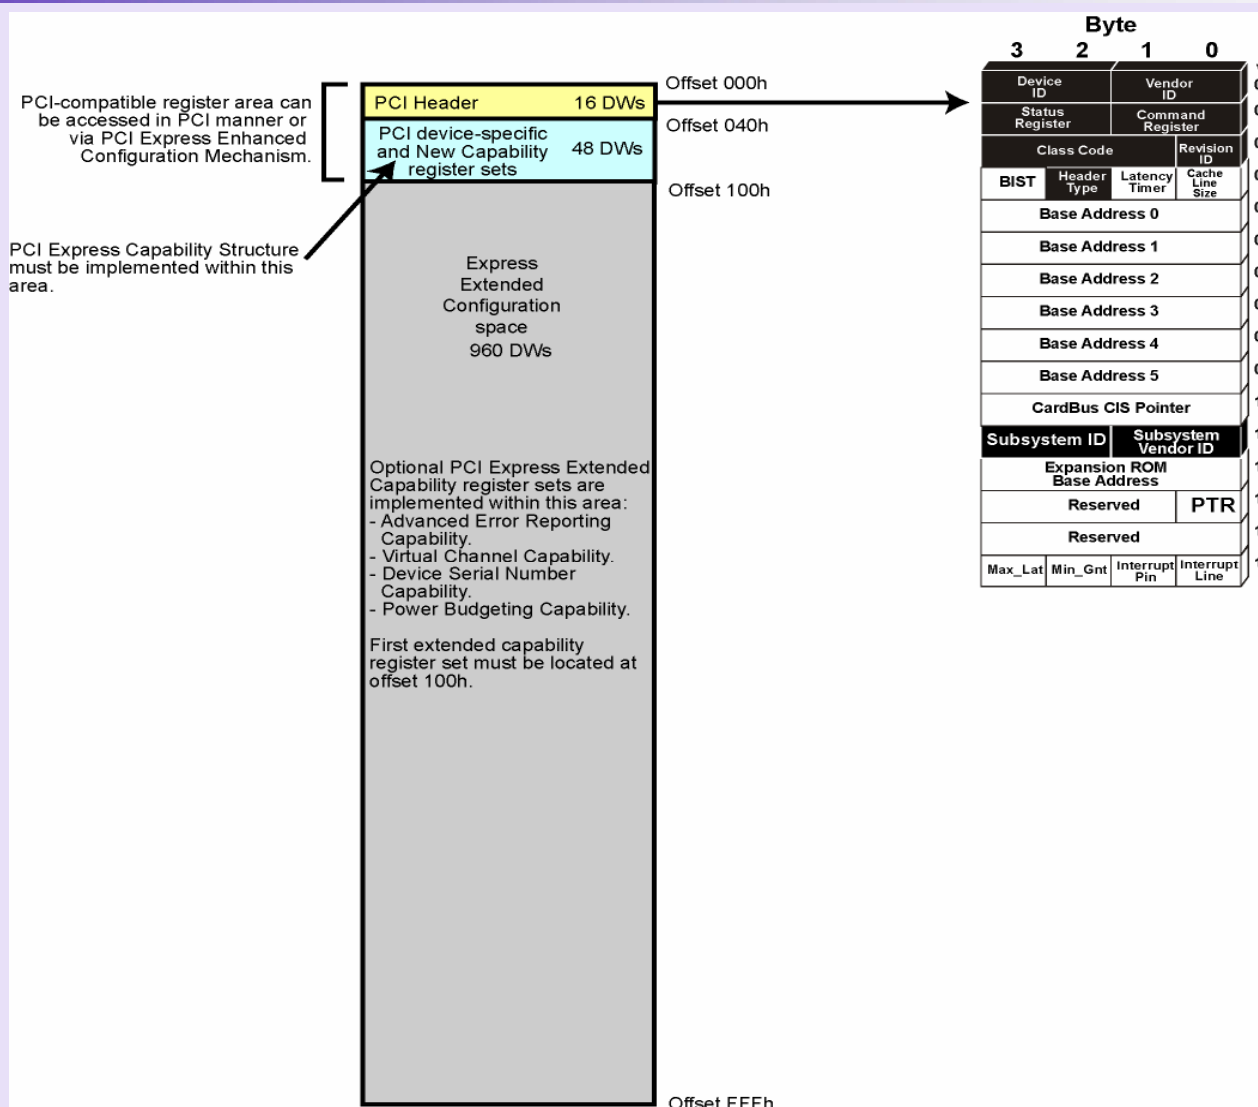 PCI-compatible register area can
be accessed in PCI manner or
via PCI Express Enhanced
Configuration Mechanism.
PCI Express Capability Structure
must be implemented within this
area.
PCI Header 16 DWs
PCI device-specific
and New Capability 48 DWs
register sets
Express
Extended
Configuration
space
960 DWs
Optional PCI Express Extended
Capability register sets are
implemented within this area:
- Advanced Error Reporting
Capability.
- Virtual Channel Capability.
- Device Serial Number
Capability.
- Power Budgeting Capability.
First extended capability
register set must be located at
offset 100h.
Offset 000h
Offset 040h
Offset 100h
Offset FFFh
Byte
3 2 1 0
Device
ID
Vendor
ID
Status
Register
Command
Register
Class Code
Revision
ID
BIST
Header
Type
Latency
Timer
Cache
Line
Size
Base Address 0
Base Address 1
Base Address 2
Base Address 3
Base Address 4
Base Address 5
CardBus CIS Pointer
Subsystem ID
Subsystem
Vendor ID
Expansion ROM
Base Address
Reserved PTR
Reserved
Max_Lat
Min_Gnt
Interrupt
Pin
Interrupt
Line